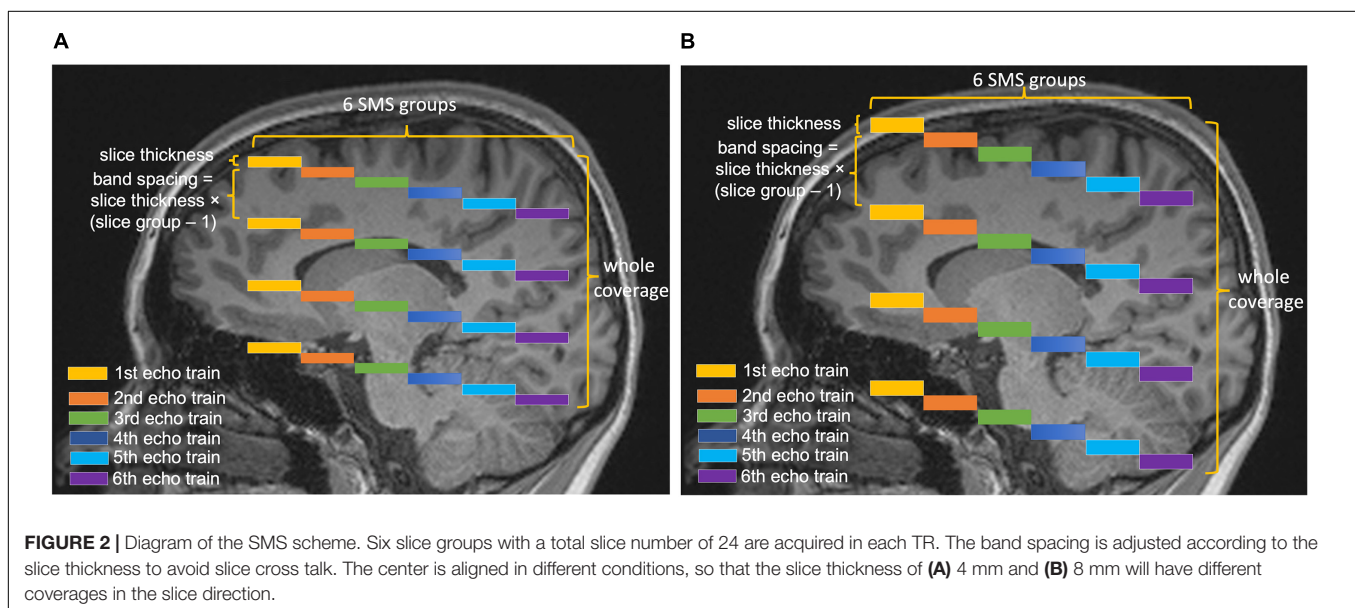 A
6 SMS groups
slice thickness
band spacing =
slice thickness ×
(slice group – 1)
whole
coverage
1st echo train
2nd echo train
3rd echo train
4th echo train
5th echo train
6th echo train
B
6 SMS groups
slice thickness
band spacing =
slice thickness ×
(slice group – 1)
whole
coverage
1st echo train
2nd echo train
3rd echo train
4th echo train
5th echo train
6th echo train
FIGURE 2 | Diagram of the SMS scheme. Six slice groups with a total slice number of 24 are acquired in each TR. The band spacing is adjusted according to the
slice thickness to avoid slice cross talk. The center is aligned in different conditions, so that the slice thickness of (A) 4 mm and (B) 8 mm will have different
coverages in the slice direction.